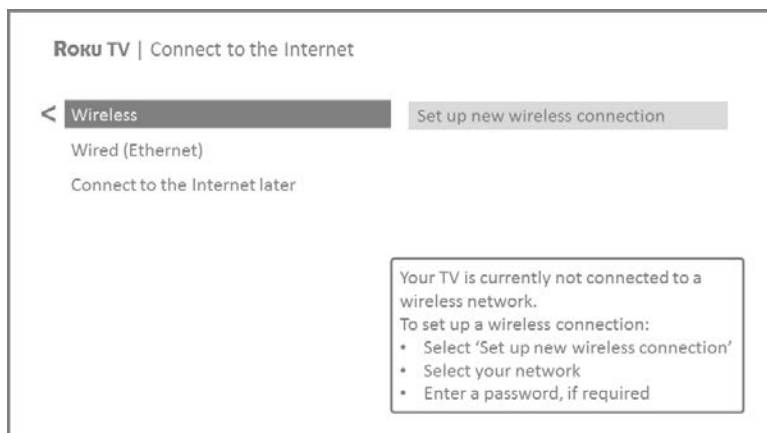 Roku TV | Connect to the Internet
< Wireless
Set up new wireless connection
Wired (Ethernet)
Connect to the Internet later
Your TV is currently not connected to a
wireless network.
To set up a wireless connection:
• Select ‘Set up new wireless connection’
• Select your network
• Enter a password, if required